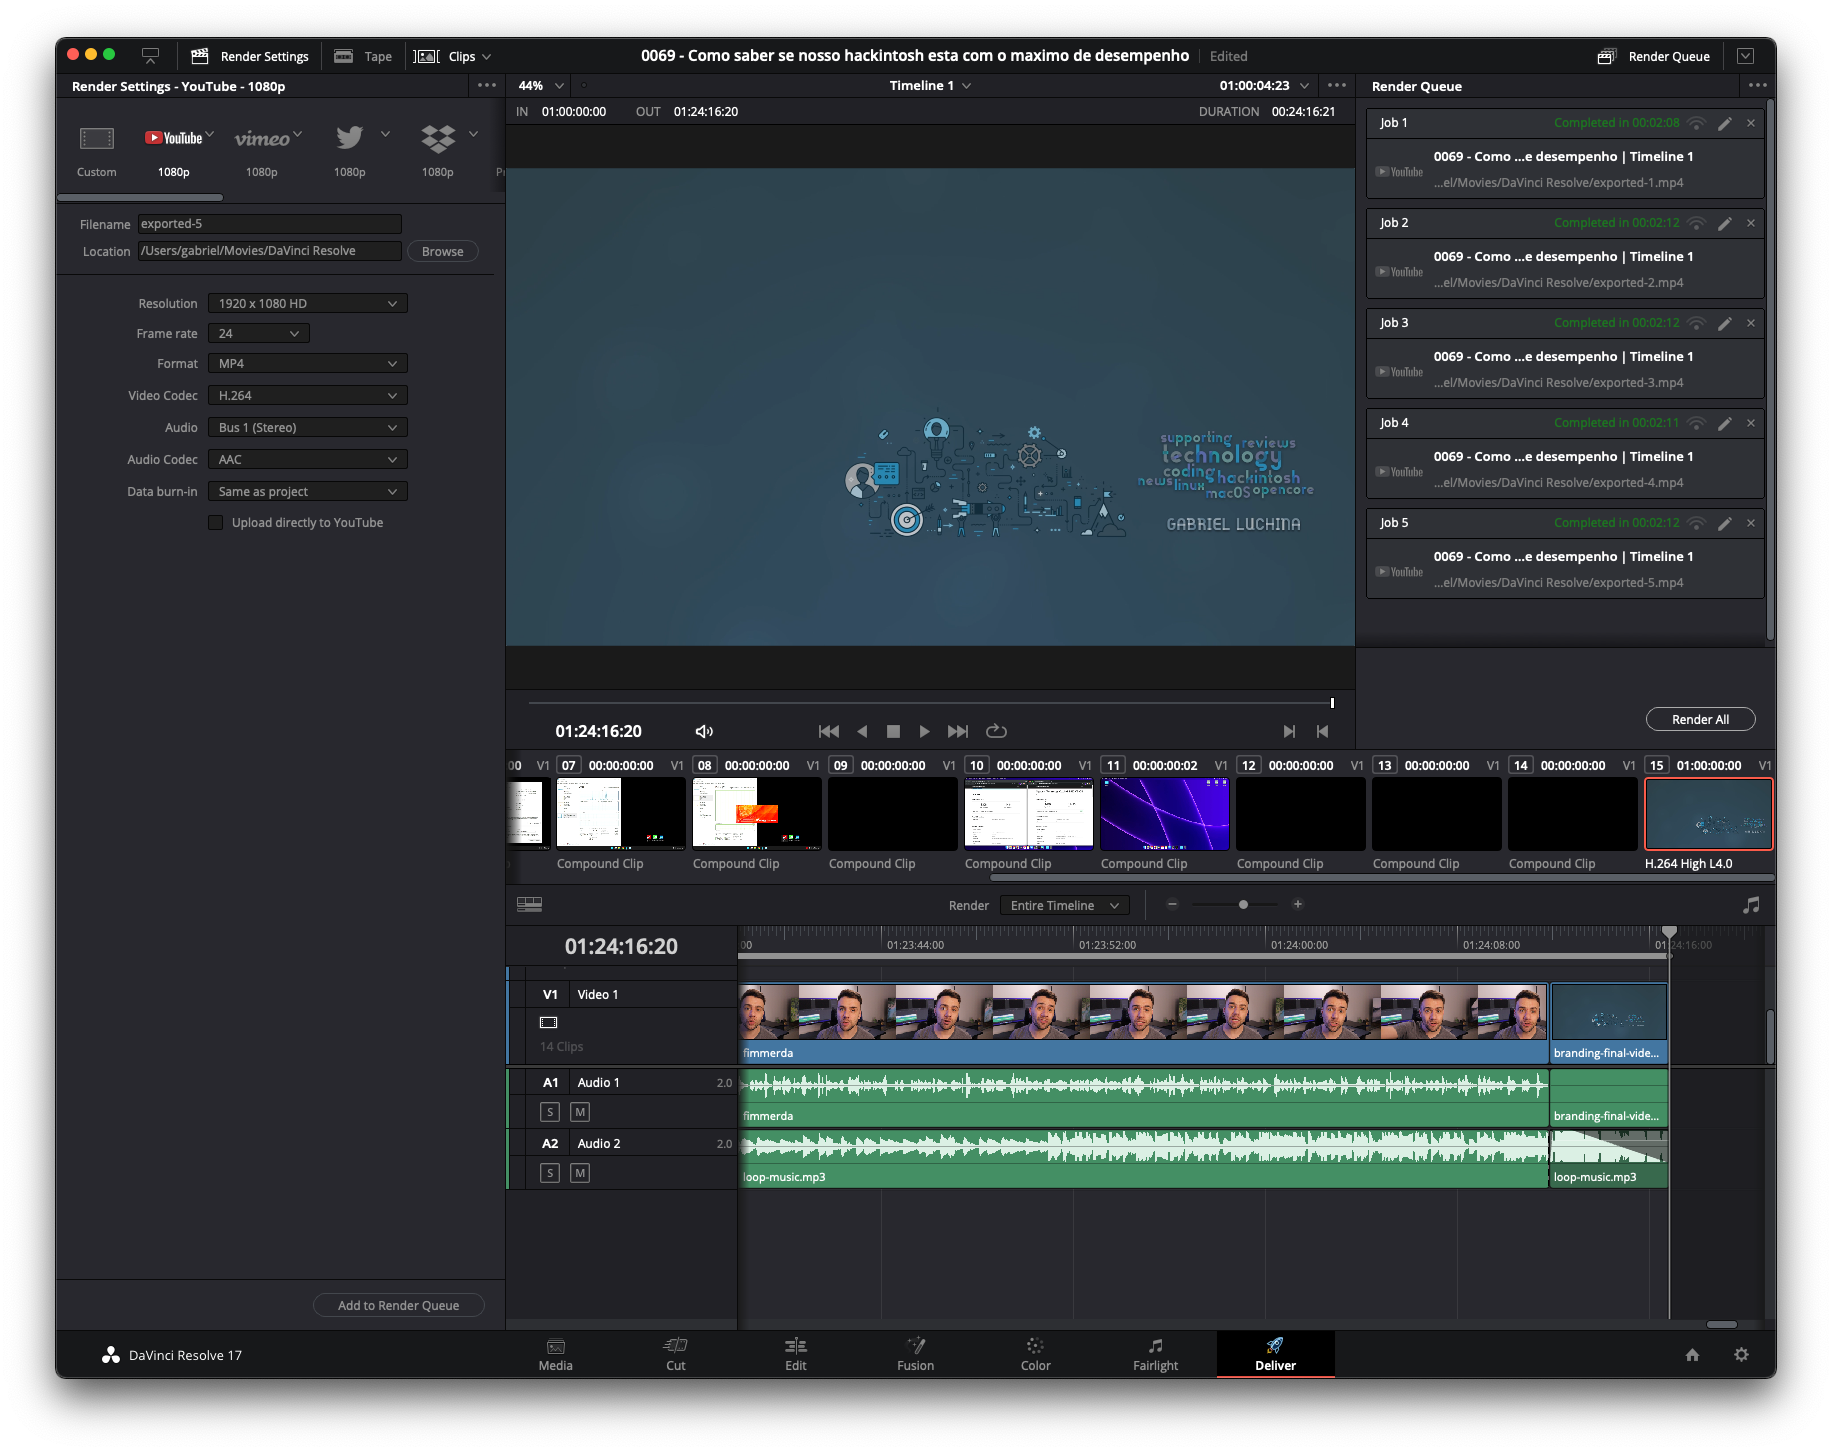 Render Settings
Tape
Clips
0069 - Como saber se nosso hackintosh esta com o maximo de desempenho
Edited
Render Queue
Render Settings - YouTube - 1080p
44%
Timeline 1
01:00:04:23
Render Queue
IN 01:00:00:00 OUT 01:24:16:20
DURATION 00:24:16:21
YouTube
vimeo
Custom
1080p
1080p
1080p
1080p
Filename exported-5
Location /Users/gabriel/Movies/DaVinci Resolve Browse
Resolution 1920 x 1080 HD
Frame rate 24
Format MP4
Video Codec H.264
Audio Bus 1 (Stereo)
Audio Codec AAC
Data burn-in Same as project
Upload directly to YouTube
Add to Render Queue
supporting reviews
technology
coding hackintosh
news linux macOS opencore
GABRIEL LUCHINA
Job 1 Completed in 00:02:08
0069 - Como ...e desempenho | Timeline 1
YouTube
...el/Movies/DaVinci Resolve/exported-1.mp4
Job 2 Completed in 00:02:12
0069 - Como ...e desempenho | Timeline 1
YouTube
...el/Movies/DaVinci Resolve/exported-2.mp4
Job 3 Completed in 00:02:12
0069 - Como ...e desempenho | Timeline 1
YouTube
...el/Movies/DaVinci Resolve/exported-3.mp4
Job 4 Completed in 00:02:11
0069 - Como ...e desempenho | Timeline 1
YouTube
...el/Movies/DaVinci Resolve/exported-4.mp4
Job 5 Completed in 00:02:12
0069 - Como ...e desempenho | Timeline 1
YouTube
...el/Movies/DaVinci Resolve/exported-5.mp4
Render All
01:24:16:20
00 V1 07 00:00:00:00 V1 08 00:00:00:00 V1 09 00:00:00:00 V1 10 00:00:00:00 V1 11 00:00:00:02 V1 12 00:00:00:00 V1 13 00:00:00:00 V1 14 00:00:00:00 V1 15 01:00:00:00 V1
Compound Clip Compound Clip Compound Clip Compound Clip Compound Clip Compound Clip Compound Clip Compound Clip H.264 High L4.0
Render Entire Timeline
01:24:16:20
00 01:23:44:00 01:23:52:00 01:24:00:00 01:24:08:00 01:24:16:00
V1 Video 1
14 Clips
fimmerda
branding-final-vide...
A1 Audio 1 2.0
S M
fimmerda
branding-final-vide...
A2 Audio 2 2.0
S M
loop-music.mp3
loop-music.mp3
DaVinci Resolve 17
Media
Cut
Edit
Fusion
Color
Fairlight
Deliver